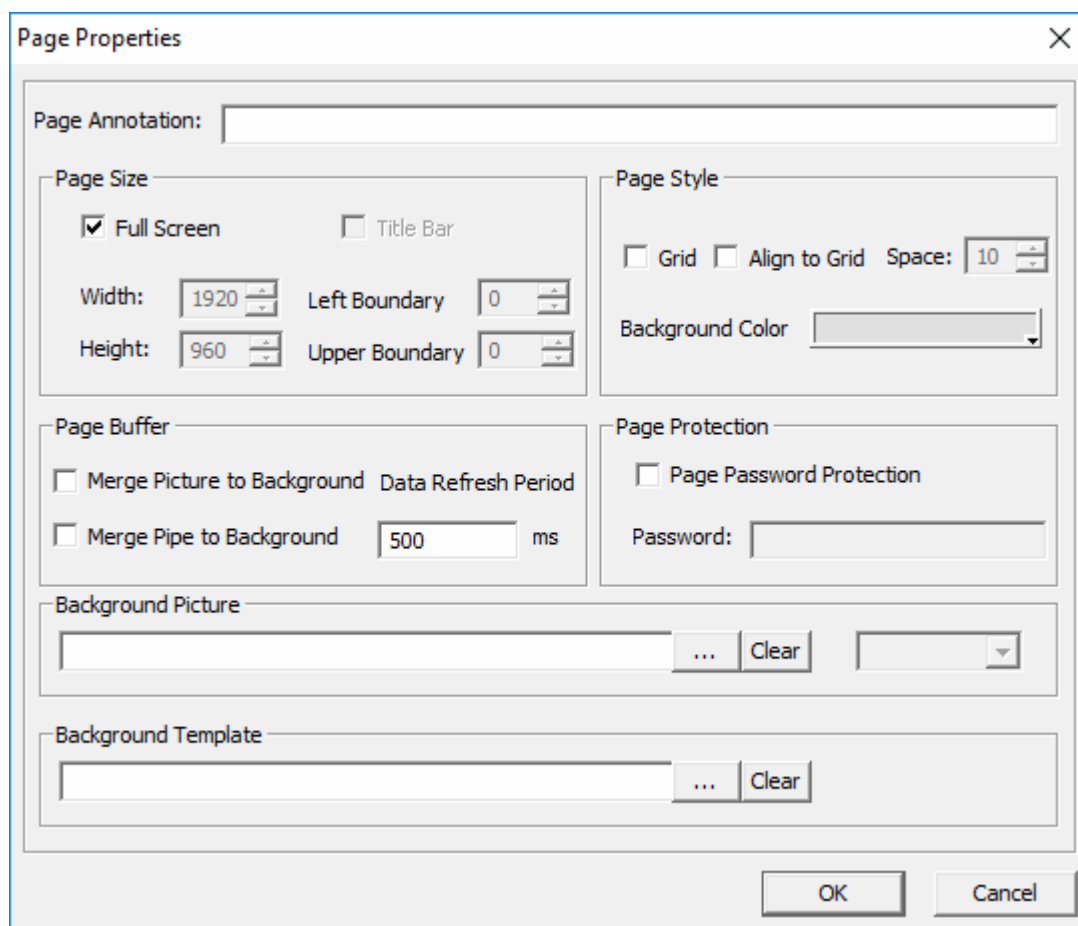 Page Properties
Page Annotation:
Page Size
Full Screen Title Bar
Width: 1920 Left Boundary 0
Height: 960 Upper Boundary 0
Page Style
Grid Align to Grid Space: 10
Background Color
Page Buffer
Merge Picture to Background Data Refresh Period
Merge Pipe to Background 500 ms
Page Protection
Page Password Protection
Password:
Background Picture
... Clear
Background Template
... Clear
OK Cancel